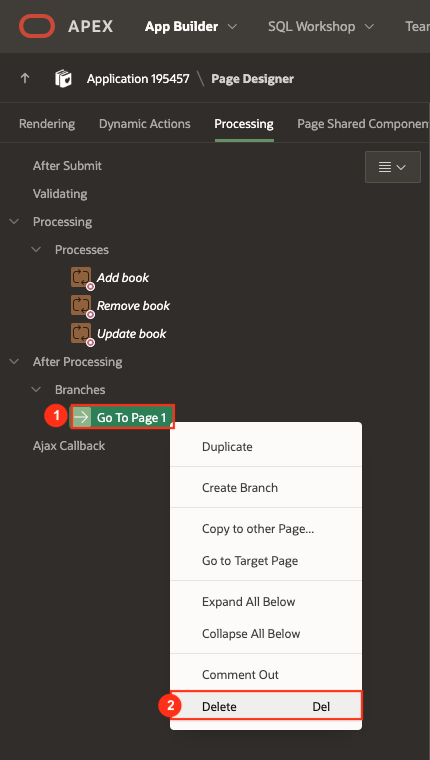 APEX App Builder SQL Workshop Tea
Application 195457 \ Page Designer
Rendering Dynamic Actions Processing Page Shared Componen
After Submit
Validating
Processing
Processes
Add book
Remove book
Update book
After Processing
Branches
1 Go To Page 1
Ajax Callback
Duplicate
Create Branch
Copy to other Page...
Go to Target Page
Expand All Below
Collapse All Below
Comment Out
2 Delete Del